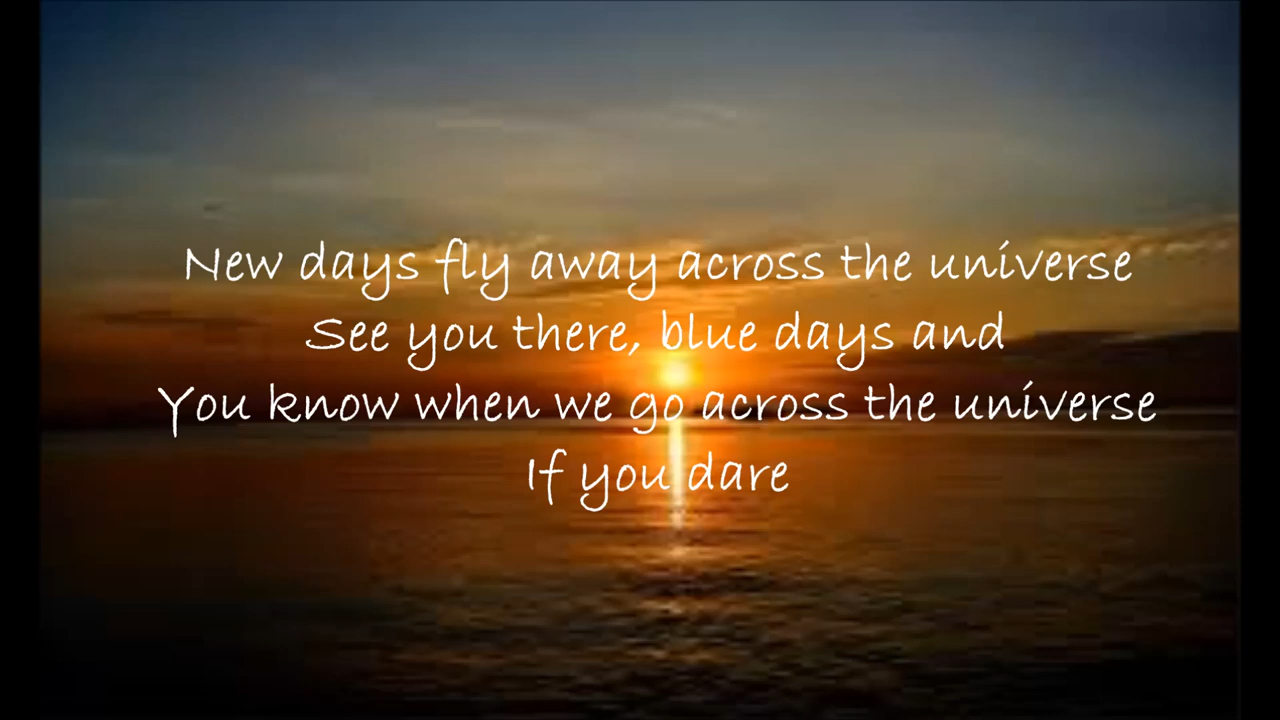 New days fly away across the universe
See you there, blue days and
You know when we go across the universe
If you dare